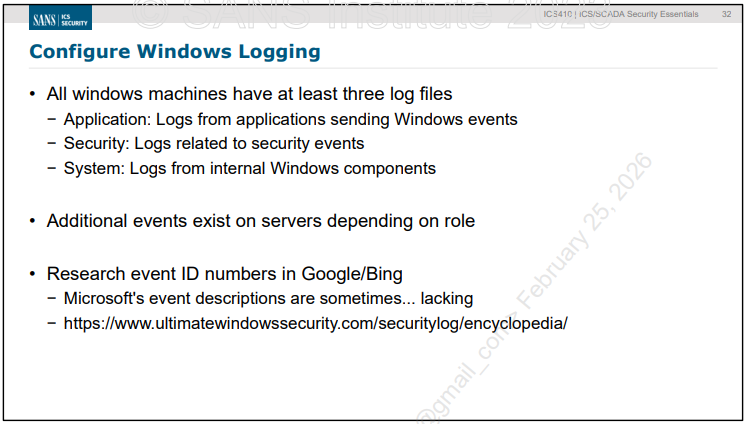 © SANS Institute 2026
SANS ICS SECURITY
ICS410 | ICS/SCADA Security Essentials 32
Configure Windows Logging
• All windows machines have at least three log files
− Application: Logs from applications sending Windows events
− Security: Logs related to security events
− System: Logs from internal Windows components
• Additional events exist on servers depending on role
• Research event ID numbers in Google/Bing
− Microsoft's event descriptions are sometimes... lacking
− https://www.ultimatewindowssecurity.com/securitylog/encyclopedia/
@gmail_com> February 25, 2026